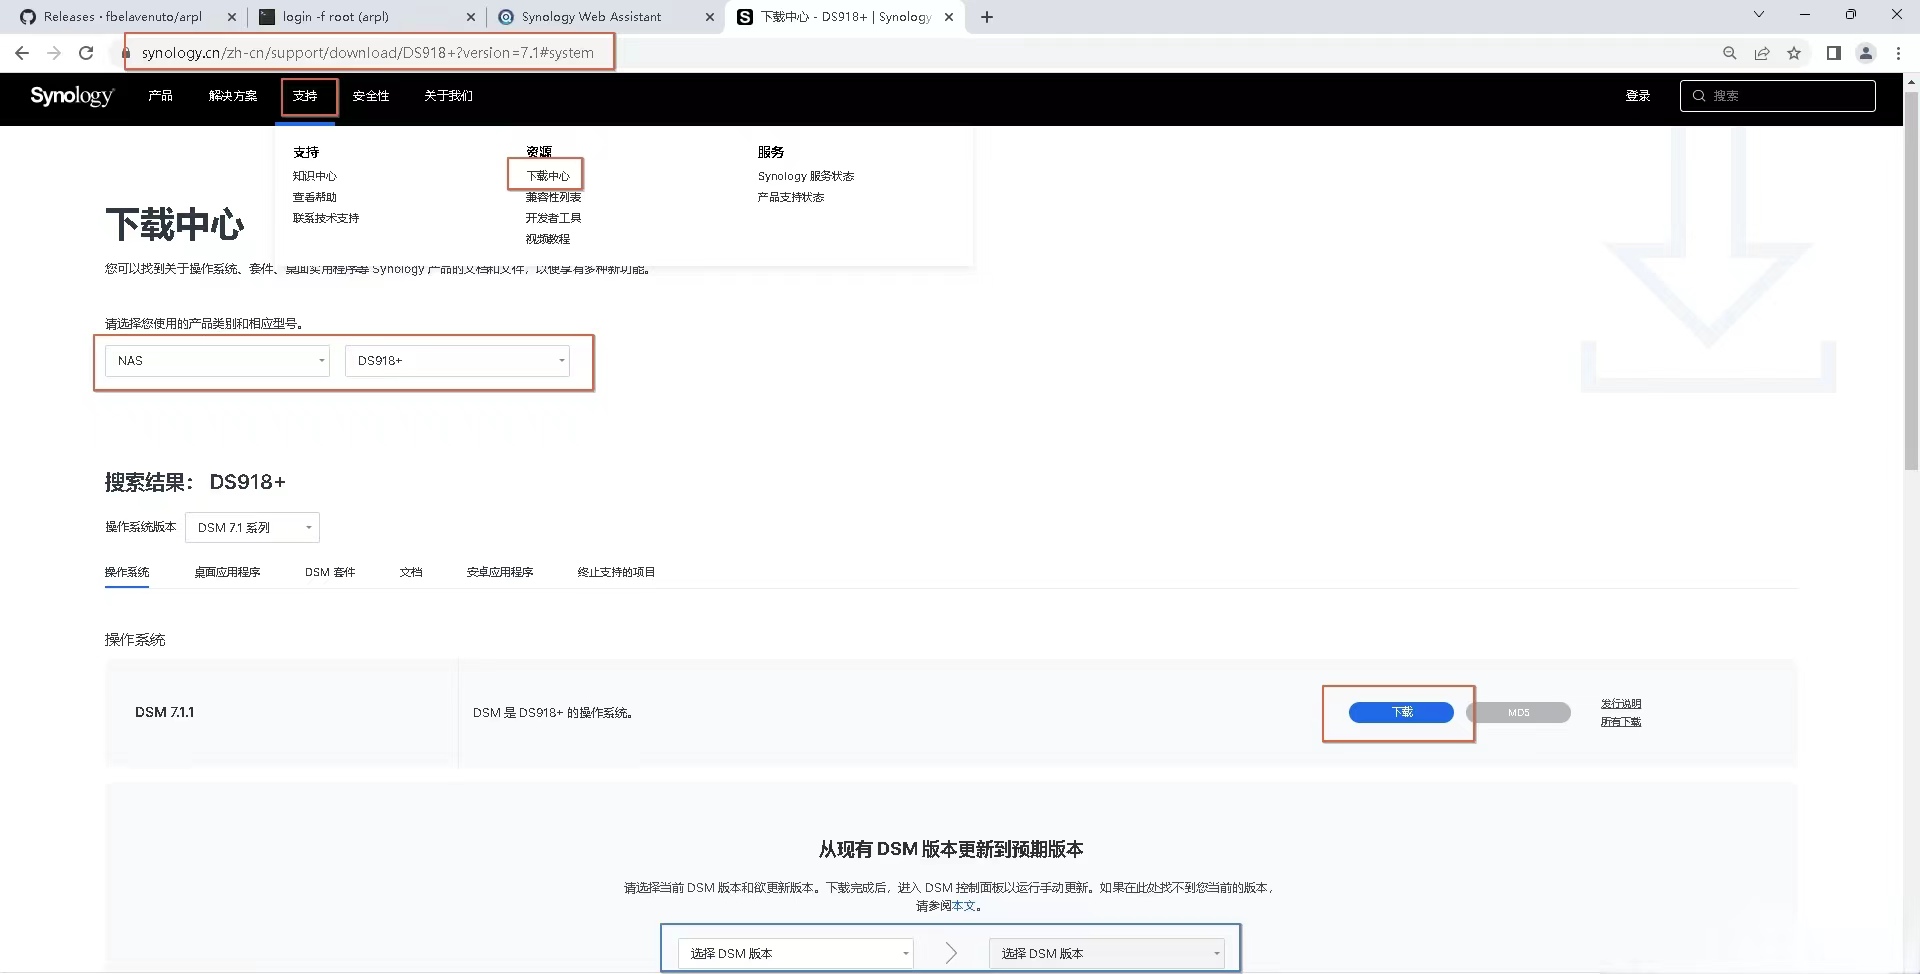 Releases · fbelavenuto/arpl
login -f root (arpl)
Synology Web Assistant
下载中心 - DS918+ | Synology
synology.cn/zh-cn/support/download/DS918+?version=7.1#system
Synology 产品 解决方案 支持 安全性 关于我们 登录 搜索
支持 资源 服务
知识中心 下载中心 Synology 服务状态
查看帮助 兼容性列表 产品支持状态
联系技术支持 开发者工具
视频教程
下载中心
您可以找到关于操作系统、套件、桌面实用程序等 Synology 产品的文档和文件，以便享有多种新功能。
请选择您使用的产品类别和相应型号。
NAS DS918+
搜索结果： DS918+
操作系统版本 DSM 7.1 系列
操作系统 桌面应用程序 DSM 套件 文档 安卓应用程序 终止支持的项目
操作系统
DSM 7.1.1 DSM 是 DS918+ 的操作系统。 下载 MD5 发行说明
所有下载
从现有 DSM 版本更新到预期版本
请选择当前 DSM 版本和欲更新版本。下载完成后，进入 DSM 控制面板以运行手动更新。如果在此处找不到您当前的版本，
请参阅本文。
选择 DSM 版本 选择 DSM 版本